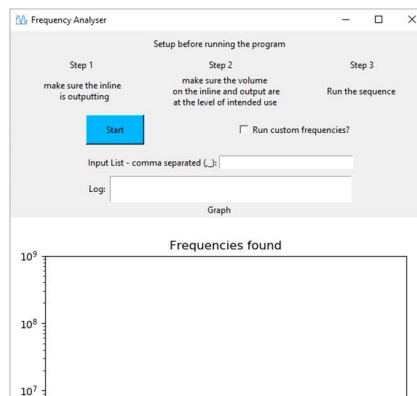 Frequency Analyser
Setup before running the program
Step 1
Step 2
Step 3
make sure the inline
is outputting
make sure the volume
on the inline and output are
at the level of intended use
Run the sequence
Start
Run custom frequencies?
Input List - comma separated (,_):
Log:
Graph
Frequencies found
10⁹
10⁸
10⁷